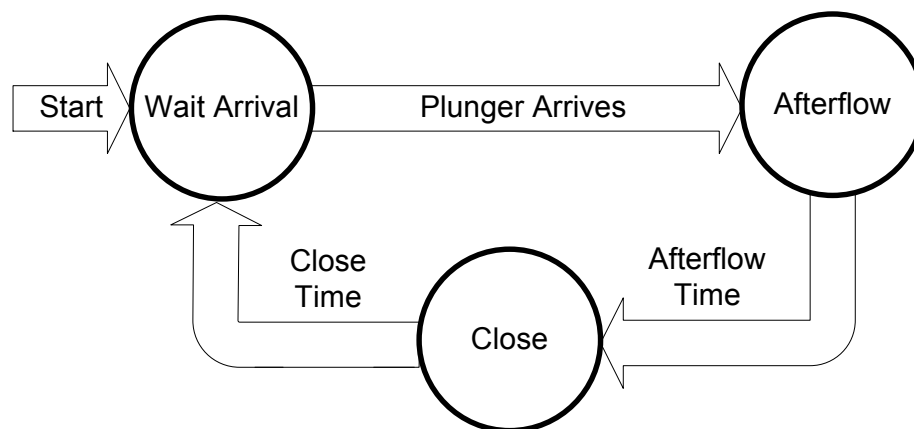 Start
Wait Arrival
Plunger Arrives
Afterflow
Close
Time
Afterflow
Time
Close